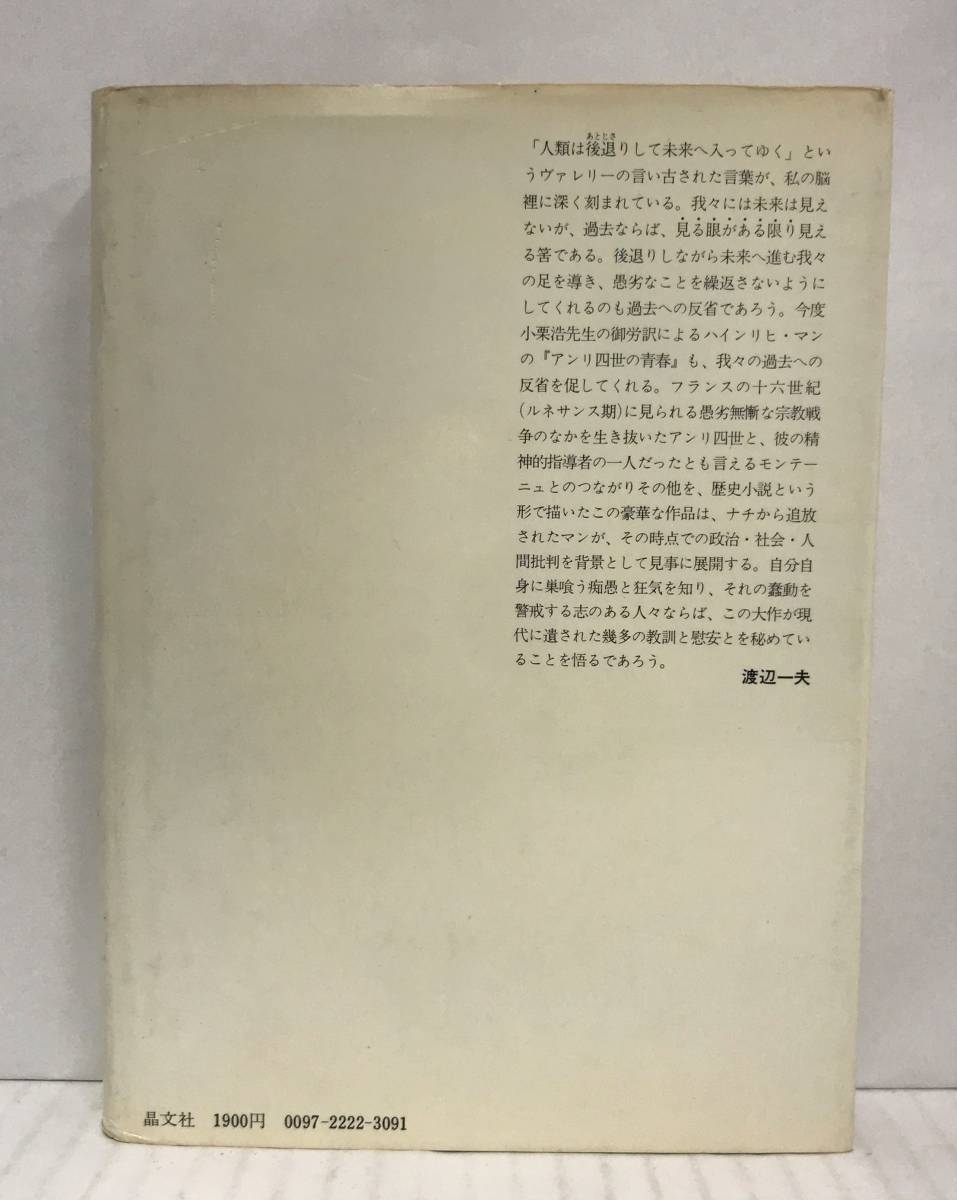 「人類は後退りして未来へ入ってゆく」とい
うヴァレリーの言い古された言葉が、私の脳
裡に深く刻まれている。我々には未来は見え
ないが、過去ならば、見る眼がある限り見え
る筈である。後退りしながら未来へ進む我々
の足を導き、愚劣なことを繰返さないように
してくれるのも過去への反省であろう。今度
小栗浩先生の御労訳によるハインリヒ・マン
の『アンリ四世の青春』も、我々の過去への
反省を促してくれる。フランスの十六世紀
(ルネサンス期)に見られる愚劣無慚な宗教戦
争のなかを生き抜いたアンリ四世と、彼の精
神的指導者の一人だったとも言えるモンテー
ニュとのつながりその他を、歴史小説という
形で描いたこの豪華な作品は、ナチから追放
されたマンが、その時点での政治・社会・人
間批判を背景として見事に展開する。自分自
身に巣喰う痴愚と狂気を知り、それの蠢動を
警戒する志のある人々ならば、この大作が現
代に遺された幾多の教訓と慰安とを秘めてい
ることを悟るであろう。
渡辺一夫
晶文社 1900円 0097-2222-3091